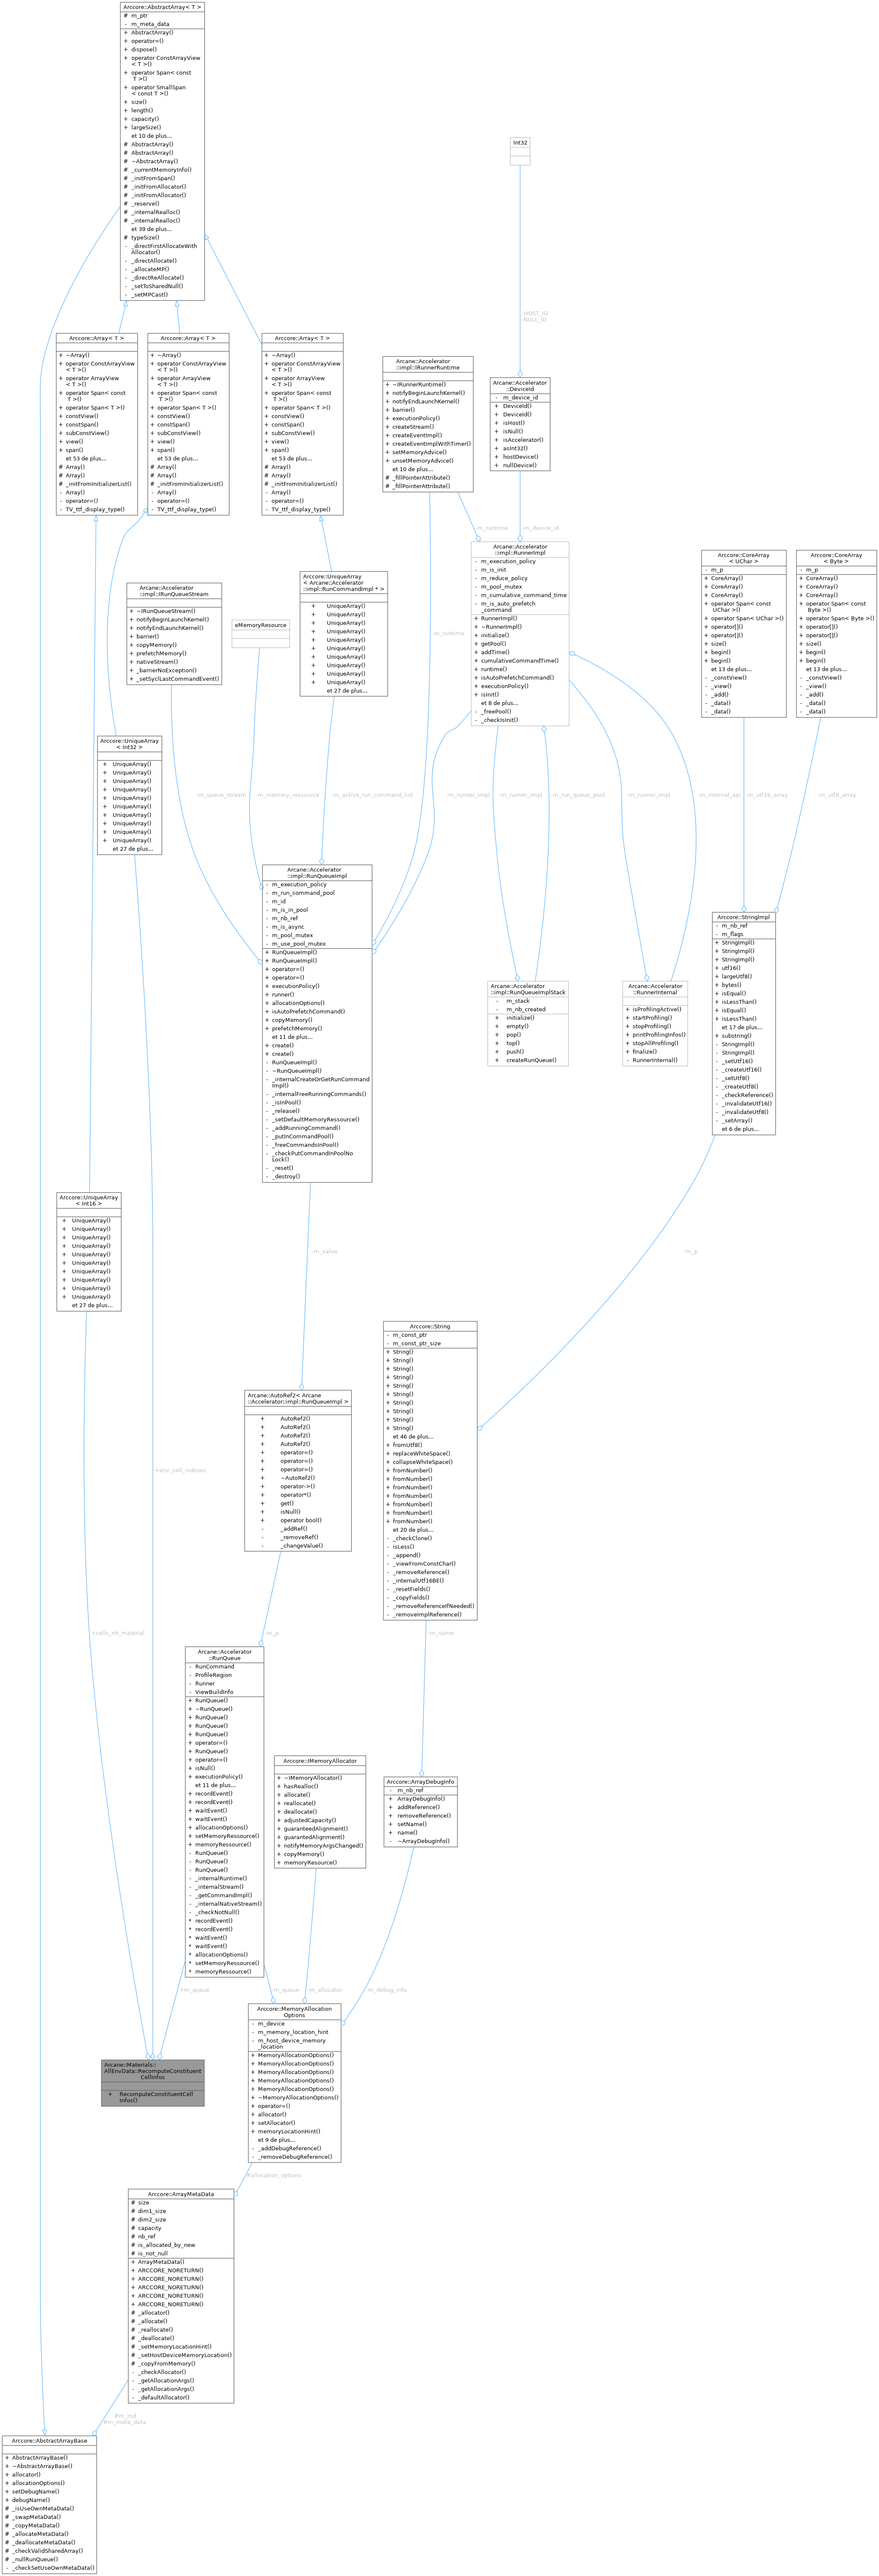 Arccore::AbstractArray< T >
# m_ptr
- m_meta_data
+ AbstractArray()
+ operator=()
+ dispose()
+ operator ConstArrayView
< T >()
+ operator Span< const
T >()
+ operator SmallSpan
< const T >()
+ size()
+ length()
+ capacity()
+ largeSize()
et 10 de plus...
# AbstractArray()
# AbstractArray()
# ~AbstractArray()
# _currentMemoryInfo()
# _initFromSpan()
# _initFromAllocator()
# _initFromAllocator()
# _reserve()
# _internalRealloc()
# _internalRealloc()
et 39 de plus...
# typeSize()
- _directFirstAllocateWith
Allocator()
- _directAllocate()
- _allocateMP()
- _directReAllocate()
- _setToSharedNull()
- _setMPCast()
Int32
-HOST_ID
-NULL_ID
Arccore::Array< T >
+ ~Array()
+ operator ConstArrayView
< T >()
+ operator ArrayView
< T >()
+ operator Span< const
T >()
+ operator Span< T >()
+ constView()
+ constSpan()
+ subConstView()
+ view()
+ span()
et 53 de plus...
# Array()
# Array()
# _initFromInitializerList()
- Array()
- operator=()
- TV_ttf_display_type()
Arccore::Array< T >
+ ~Array()
+ operator ConstArrayView
< T >()
+ operator ArrayView
< T >()
+ operator Span< const
T >()
+ operator Span< T >()
+ constView()
+ constSpan()
+ subConstView()
+ view()
+ span()
et 53 de plus...
# Array()
# Array()
# _initFromInitializerList()
- Array()
- operator=()
- TV_ttf_display_type()
Arccore::Array< T >
+ ~Array()
+ operator ConstArrayView
< T >()
+ operator ArrayView
< T >()
+ operator Span< const
T >()
+ operator Span< T >()
+ constView()
+ constSpan()
+ subConstView()
+ view()
+ span()
et 53 de plus...
# Array()
# Array()
# _initFromInitializerList()
- Array()
- operator=()
- TV_ttf_display_type()
Arcane::Accelerator
::impl::IRunnerRuntime
+ ~IRunnerRuntime()
+ notifyBeginLaunchKernel()
+ notifyEndLaunchKernel()
+ barrier()
+ executionPolicy()
+ createStream()
+ createEventImpl()
+ createEventImplWithTimer()
+ setMemoryAdvice()
+ unsetMemoryAdvice()
et 10 de plus...
# _fillPointerAttribute()
# _fillPointerAttribute()
Arcane::Accelerator
::DeviceId
- m_device_id
+ DeviceId()
+ DeviceId()
+ isHost()
+ isNull()
+ isAccelerator()
+ asInt32()
+ hostDevice()
+ nullDevice()
-m_runtime
-m_device_id
Arcane::Accelerator
::impl::RunnerImpl
- m_execution_policy
- m_is_init
- m_reduce_policy
- m_pool_mutex
- m_cumulative_command_time
- m_is_auto_prefetch
_command
+ RunnerImpl()
+ ~RunnerImpl()
+ initialize()
+ getPool()
+ addTime()
+ cumulativeCommandTime()
+ runtime()
+ isAutoPrefetchCommand()
+ executionPolicy()
+ isInit()
et 8 de plus...
- _freePool()
- _checkIsInit()
Arccore::CoreArray
< UChar >
- m_p
+ CoreArray()
+ CoreArray()
+ CoreArray()
+ operator Span< const
UChar >()
+ operator Span< UChar >()
+ operator[]()
+ operator[]()
+ size()
+ begin()
+ begin()
et 13 de plus...
- _constView()
- _view()
- _add()
- _data()
- _data()
Arccore::CoreArray
< Byte >
- m_p
+ CoreArray()
+ CoreArray()
+ CoreArray()
+ operator Span< const
Byte >()
+ operator Span< Byte >()
+ operator[]()
+ operator[]()
+ size()
+ begin()
+ begin()
et 13 de plus...
- _constView()
- _view()
- _add()
- _data()
- _data()
Arcane::Accelerator
::impl::IRunQueueStream
+ ~IRunQueueStream()
+ notifyBeginLaunchKernel()
+ notifyEndLaunchKernel()
+ barrier()
+ copyMemory()
+ prefetchMemory()
+ nativeStream()
+ _barrierNoException()
+ _setSyclLastCommandEvent()
eMemoryResource
Arccore::UniqueArray
< Arcane::Accelerator
::impl::RunCommandImpl * >
+ UniqueArray()
+ UniqueArray()
+ UniqueArray()
+ UniqueArray()
+ UniqueArray()
+ UniqueArray()
+ UniqueArray()
+ UniqueArray()
+ UniqueArray()
+ UniqueArray()
et 27 de plus...
-m_runtime
Arccore::UniqueArray
< Int32 >
+ UniqueArray()
+ UniqueArray()
+ UniqueArray()
+ UniqueArray()
+ UniqueArray()
+ UniqueArray()
+ UniqueArray()
+ UniqueArray()
+ UniqueArray()
+ UniqueArray()
et 27 de plus...
-m_queue_stream
-m_memory_ressource
-m_active_run_command_list
-m_runner_impl
-m_runner_impl
-m_run_queue_pool
-m_runner_impl
-m_internal_api
-m_utf16_array
-m_utf8_array
Arcane::Accelerator
::impl::RunQueueImpl
- m_execution_policy
- m_run_command_pool
- m_id
- m_is_in_pool
- m_nb_ref
- m_is_async
- m_pool_mutex
- m_use_pool_mutex
+ RunQueueImpl()
+ RunQueueImpl()
+ operator=()
+ operator=()
+ executionPolicy()
+ runner()
+ allocationOptions()
+ isAutoPrefetchCommand()
+ copyMemory()
+ prefetchMemory()
et 11 de plus...
+ create()
+ create()
- RunQueueImpl()
- ~RunQueueImpl()
- _internalCreateOrGetRunCommand
Impl()
- _internalFreeRunningCommands()
- _isInPool()
- _release()
- _setDefaultMemoryRessource()
- _addRunningCommand()
- _putInCommandPool()
- _freeCommandsInPool()
- _checkPutCommandInPoolNo
Lock()
- _reset()
- _destroy()
Arcane::Accelerator
::impl::RunQueueImplStack
- m_stack
- m_nb_created
+ initialize()
+ empty()
+ pop()
+ top()
+ push()
+ createRunQueue()
Arcane::Accelerator
::RunnerInternal
+ isProfilingActive()
+ startProfiling()
+ stopProfiling()
+ printProfilingInfos()
+ stopAllProfiling()
+ finalize()
- RunnerInternal()
Arccore::StringImpl
- m_nb_ref
- m_flags
+ StringImpl()
+ StringImpl()
+ StringImpl()
+ utf16()
+ largeUtf8()
+ bytes()
+ isEqual()
+ isLessThan()
+ isEqual()
+ isLessThan()
et 17 de plus...
+ substring()
- StringImpl()
- StringImpl()
- _setUtf16()
- _createUtf16()
- _setUtf8()
- _createUtf8()
- _checkReference()
- _invalidateUtf16()
- _invalidateUtf8()
- _setArray()
et 6 de plus...
Arccore::UniqueArray
< Int16 >
+ UniqueArray()
+ UniqueArray()
+ UniqueArray()
+ UniqueArray()
+ UniqueArray()
+ UniqueArray()
+ UniqueArray()
+ UniqueArray()
+ UniqueArray()
+ UniqueArray()
et 27 de plus...
-m_value
-m_p
Arccore::String
- m_const_ptr
- m_const_ptr_size
+ String()
+ String()
+ String()
+ String()
+ String()
+ String()
+ String()
+ String()
+ String()
+ String()
et 46 de plus...
+ fromUtf8()
+ replaceWhiteSpace()
+ collapseWhiteSpace()
+ fromNumber()
+ fromNumber()
+ fromNumber()
+ fromNumber()
+ fromNumber()
+ fromNumber()
+ fromNumber()
et 20 de plus...
- _checkClone()
- isLess()
- _append()
- _viewFromConstChar()
- _removeReference()
- _internalUtf16BE()
- _resetFields()
- _copyFields()
- _removeReferenceIfNeeded()
- _removeImplReference()
Arcane::AutoRef2< Arcane
::Accelerator::impl::RunQueueImpl >
+ AutoRef2()
+ AutoRef2()
+ AutoRef2()
+ AutoRef2()
+ operator=()
+ operator=()
+ operator=()
+ ~AutoRef2()
+ operator->()
+ operator*()
+ get()
+ isNull()
+ operator bool()
- _addRef()
- _removeRef()
- _changeValue()
+env_cell_indexes
+cells_nb_material
-m_p
-m_name
Arcane::Accelerator
::RunQueue
- RunCommand
- ProfileRegion
- Runner
- ViewBuildInfo
+ RunQueue()
+ ~RunQueue()
+ RunQueue()
+ RunQueue()
+ RunQueue()
+ operator=()
+ RunQueue()
+ operator=()
+ isNull()
+ executionPolicy()
et 11 de plus...
+ recordEvent()
+ recordEvent()
+ waitEvent()
+ waitEvent()
+ allocationOptions()
+ setMemoryRessource()
+ memoryRessource()
- RunQueue()
- RunQueue()
- RunQueue()
- _internalRuntime()
- _internalStream()
- _getCommandImpl()
- _internalNativeStream()
- _checkNotNull()
* recordEvent()
* recordEvent()
* waitEvent()
* waitEvent()
* allocationOptions()
* setMemoryRessource()
* memoryRessource()
Arccore::IMemoryAllocator
+ ~IMemoryAllocator()
+ hasRealloc()
+ allocate()
+ reallocate()
+ deallocate()
+ adjustedCapacity()
+ guaranteedAlignment()
+ guarantedAlignment()
+ notifyMemoryArgsChanged()
+ copyMemory()
+ memoryResource()
Arccore::ArrayDebugInfo
- m_nb_ref
+ ArrayDebugInfo()
+ addReference()
+ removeReference()
+ setName()
+ name()
- ~ArrayDebugInfo()
+m_queue
-m_queue
-m_allocator
-m_debug_info
Arcane::Materials::
AllEnvData::RecomputeConstituent
CellInfos
+ RecomputeConstituentCell
Infos()
Arccore::MemoryAllocation
Options
- m_device
- m_memory_location_hint
- m_host_device_memory
_location
+ MemoryAllocationOptions()
+ MemoryAllocationOptions()
+ MemoryAllocationOptions()
+ MemoryAllocationOptions()
+ MemoryAllocationOptions()
+ ~MemoryAllocationOptions()
+ operator=()
+ allocator()
+ setAllocator()
+ memoryLocationHint()
et 9 de plus...
- _addDebugReference()
- _removeDebugReference()
#allocation_options
Arccore::ArrayMetaData
# size
# dim1_size
# dim2_size
# capacity
# nb_ref
# is_allocated_by_new
# is_not_null
+ ArrayMetaData()
+ ARCCORE_NORETURN()
+ ARCCORE_NORETURN()
+ ARCCORE_NORETURN()
+ ARCCORE_NORETURN()
+ ARCCORE_NORETURN()
# _allocator()
# _allocate()
# _reallocate()
# _deallocate()
# _setMemoryLocationHint()
# _setHostDeviceMemoryLocation()
# _copyFromMemory()
- _checkAllocator()
- _getAllocationArgs()
- _getAllocationArgs()
- _defaultAllocator()
#m_md
#m_meta_data
Arccore::AbstractArrayBase
+ AbstractArrayBase()
+ ~AbstractArrayBase()
+ allocator()
+ allocationOptions()
+ setDebugName()
+ debugName()
# _isUseOwnMetaData()
# _swapMetaData()
# _copyMetaData()
# _allocateMetaData()
# _deallocateMetaData()
# _checkValidSharedArray()
# _nullRunQueue()
- _checkSetUseOwnMetaData()